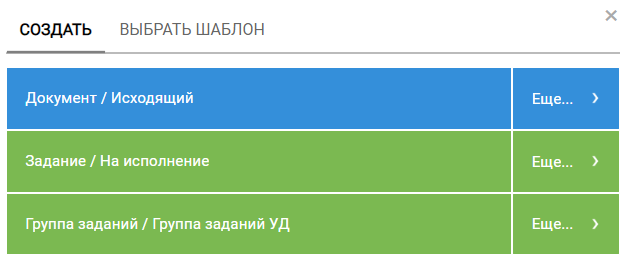 СОЗДАТЬ ВЫБРАТЬ ШАБЛОН
Документ / Исходящий Еще...
Задание / На исполнение Еще...
Группа заданий / Группа заданий УД Еще...